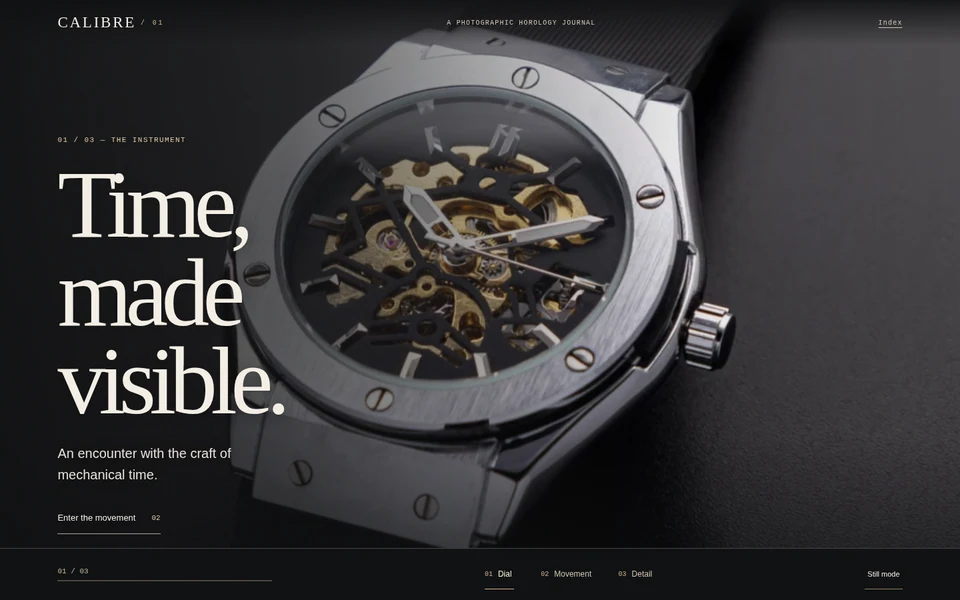 CALIBRE / 01
A PHOTOGRAPHIC HOROLOGY JOURNAL
Index
01 / 03 — THE INSTRUMENT
Time,
made
visible.
An encounter with the craft of
mechanical time.
Enter the movement 02
01 / 03
01 Dial
02 Movement
03 Detail
Still mode